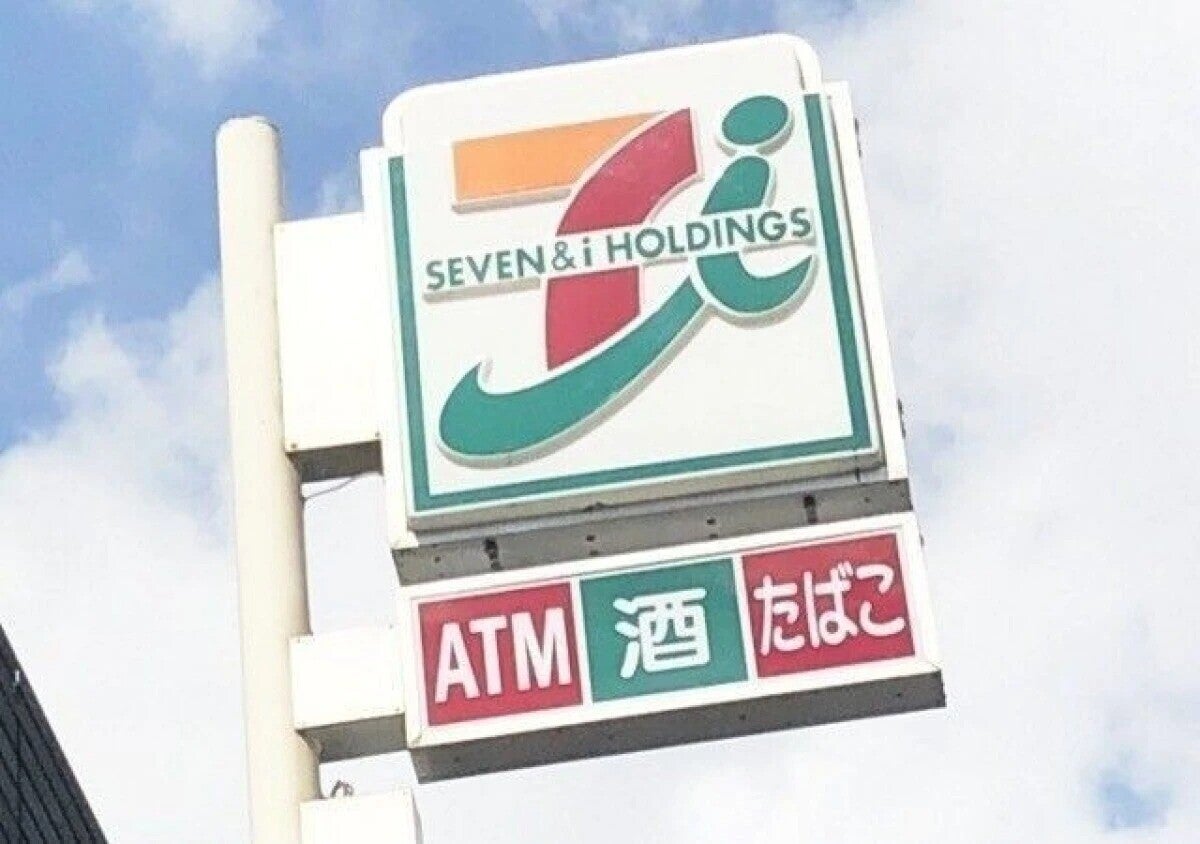 SEVEN & i HOLDINGS
ATM 酒 たばこ